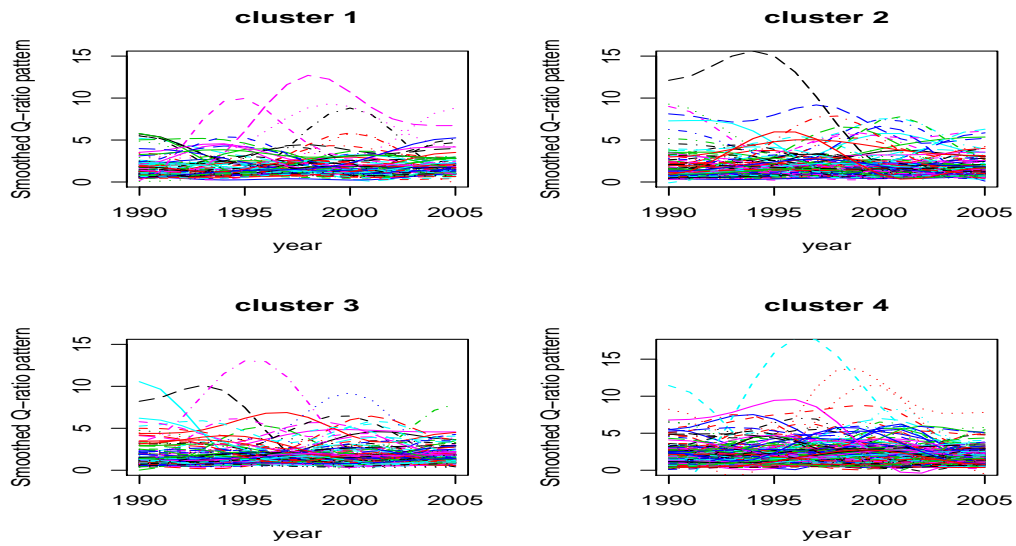 cluster 1
Smoothed Q-ratio pattern
15
10
5
0
1990 1995 2000 2005
year
cluster 2
Smoothed Q-ratio pattern
15
10
5
0
1990 1995 2000 2005
year
cluster 3
Smoothed Q-ratio pattern
15
10
5
0
1990 1995 2000 2005
year
cluster 4
Smoothed Q-ratio pattern
15
10
5
0
1990 1995 2000 2005
year